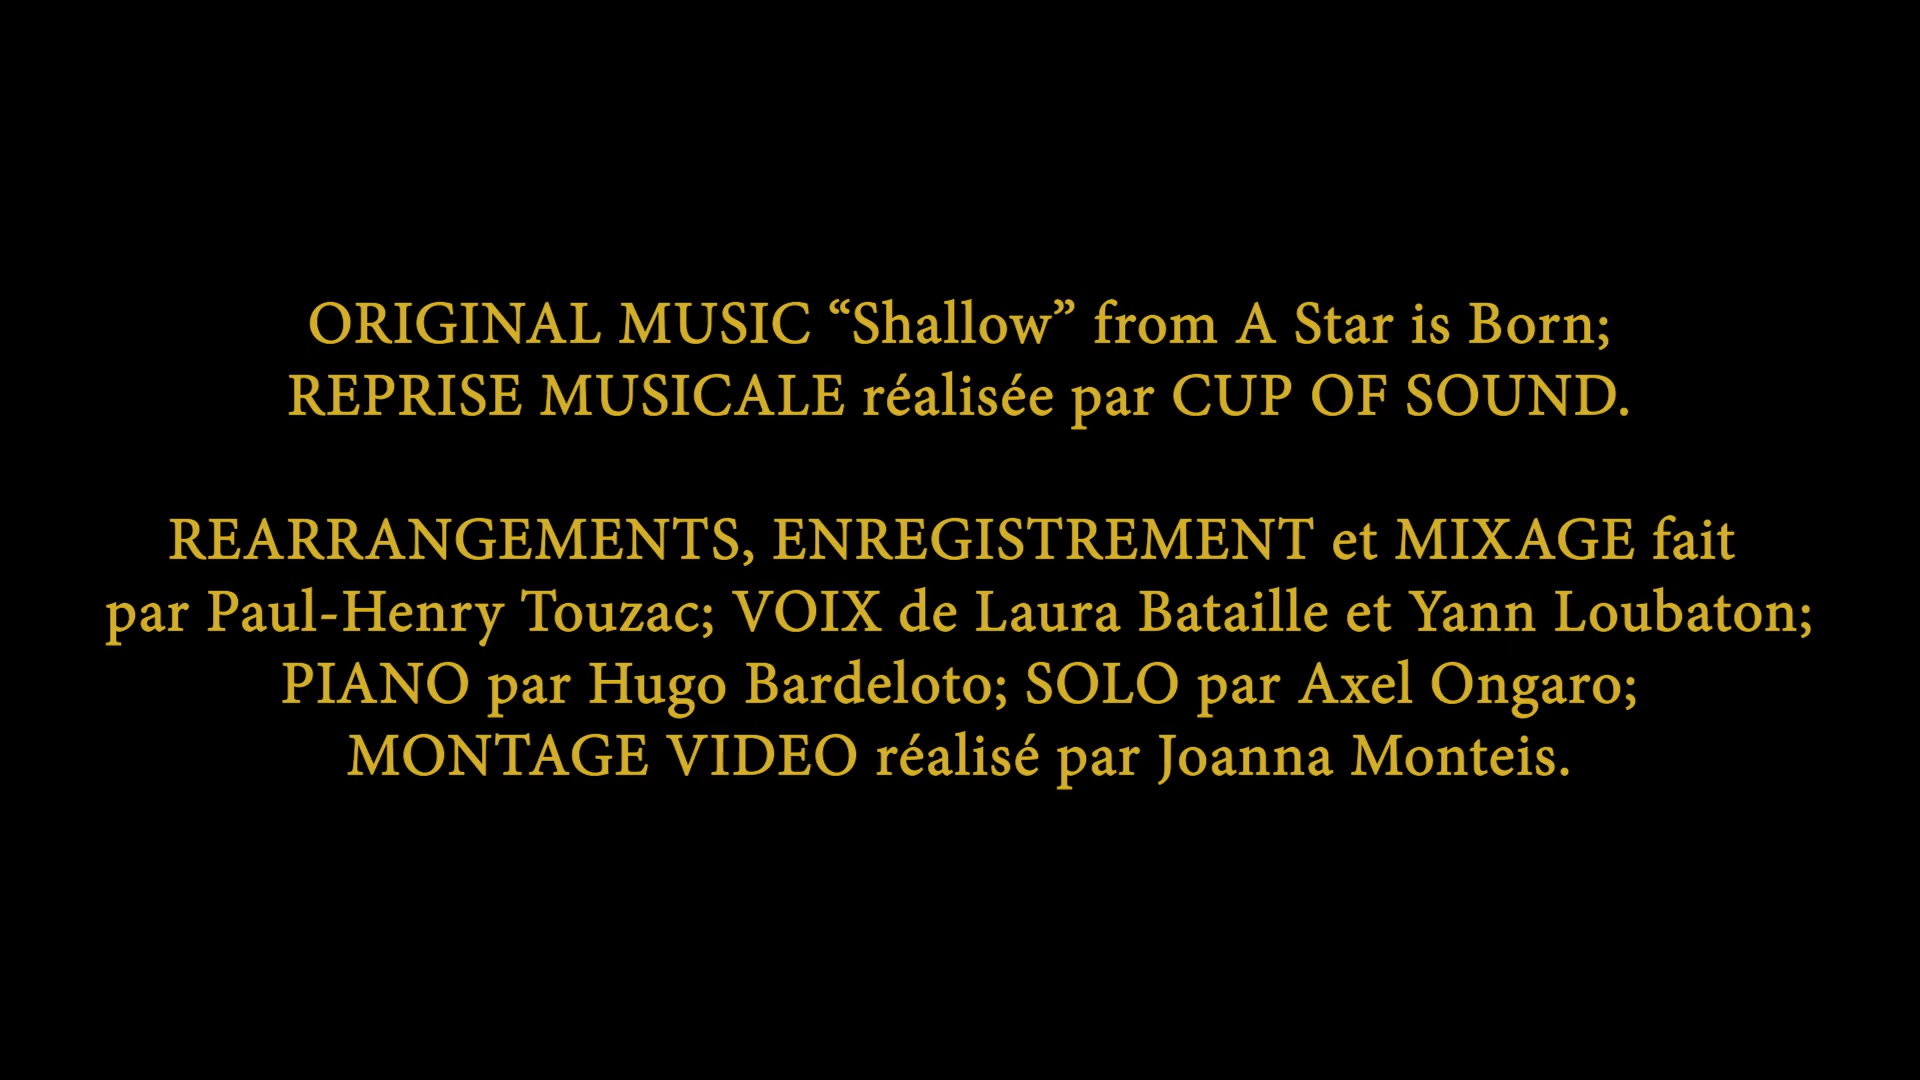 ORIGINAL MUSIC “Shallow” from A Star is Born;
REPRISE MUSICALE réalisée par CUP OF SOUND.
REARRANGEMENTS, ENREGISTREMENT et MIXAGE fait
par Paul-Henry Touzac; VOIX de Laura Bataille et Yann Loubaton;
PIANO par Hugo Bardeloto; SOLO par Axel Ongaro;
MONTAGE VIDEO réalisé par Joanna Monteis.